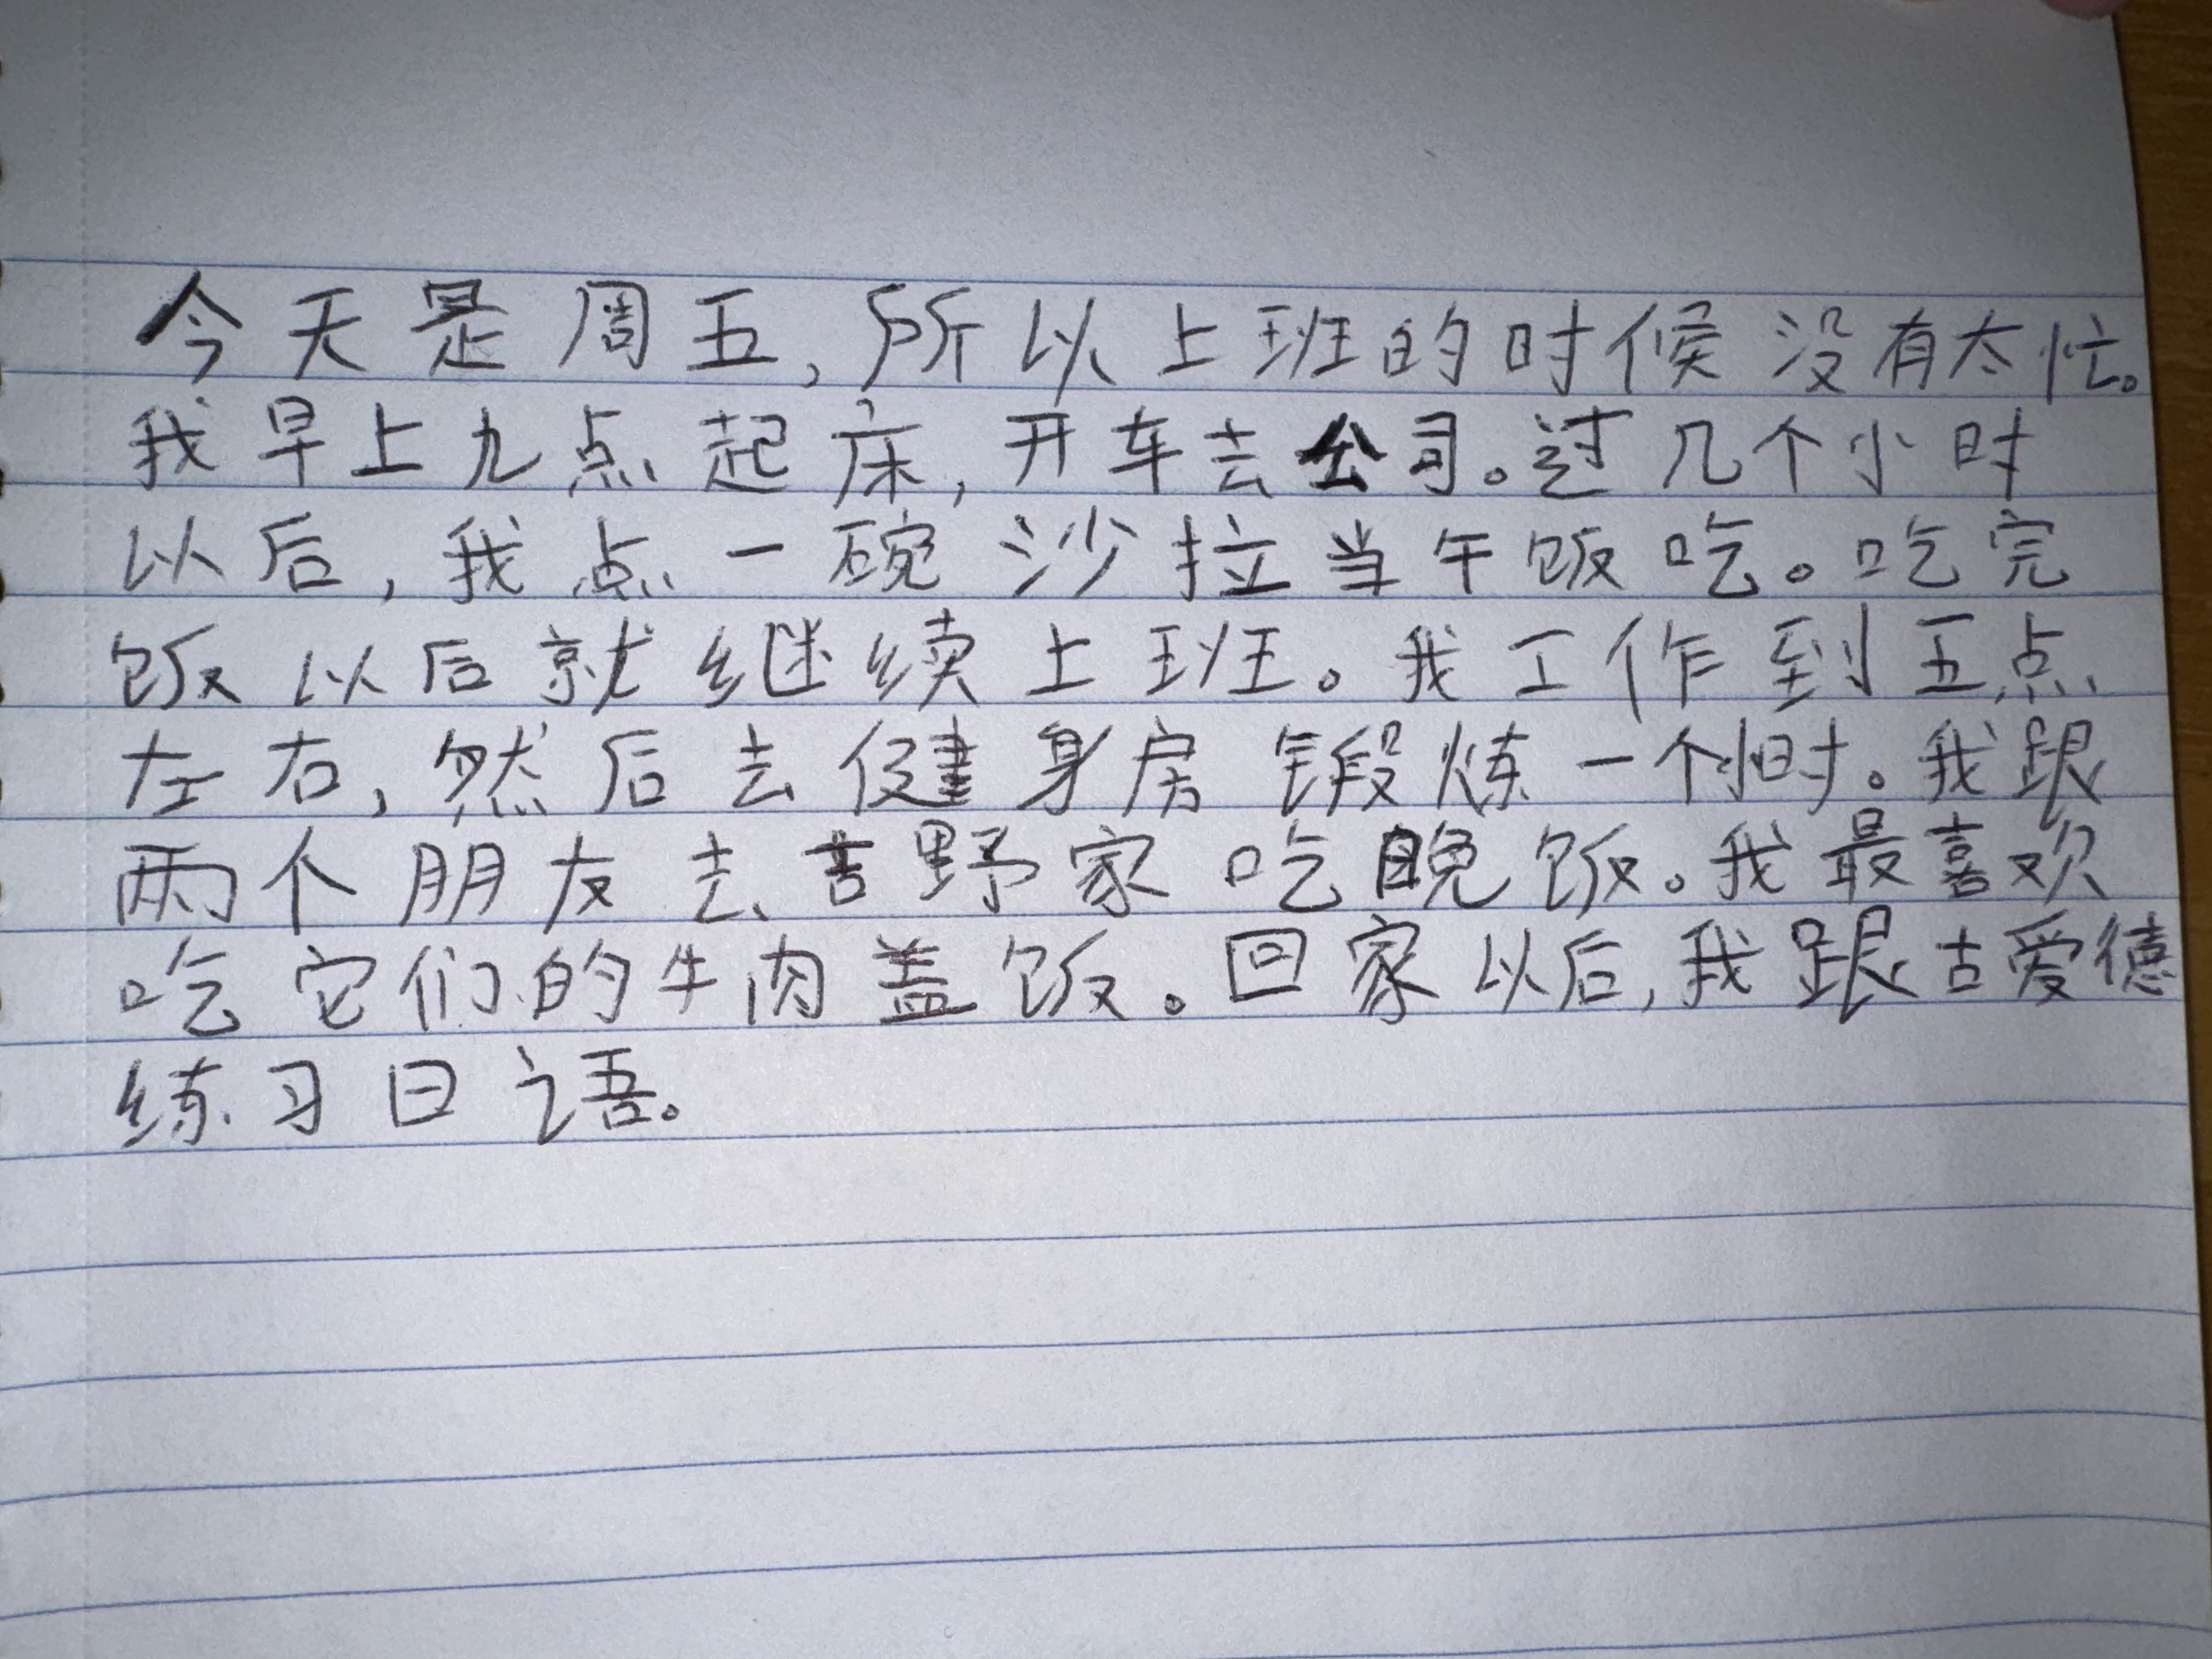 今天是周五,所以上班的时候没有太忙。
我早上九点起床,开车去公司。过几个小时
以后,我点一碗沙拉当午饭吃。吃完
饭以后就继续上班。我工作到五点
左右,然后去健身房锻炼一个小时。我跟
两个朋友去吉野家吃晚饭。我最喜欢
吃它们的牛肉盖饭。回家以后,我跟古爱德
练习日语。